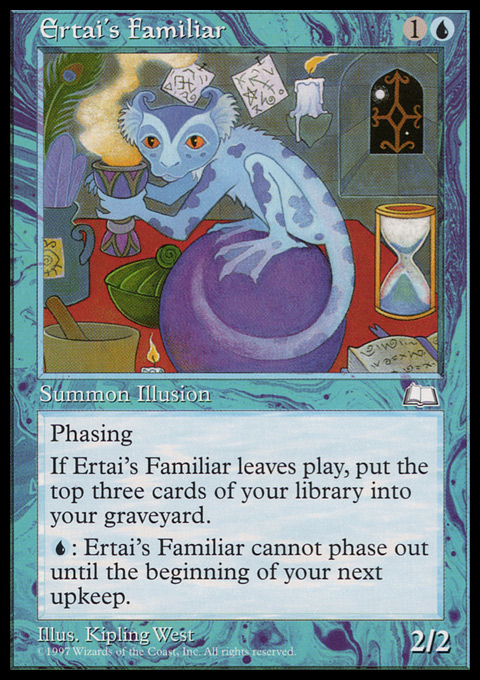 Ertai's Familiar 1
Summon Illusion
Phasing
If Ertai's Familiar leaves play, put the
top three cards of your library into
your graveyard.
: Ertai's Familiar cannot phase out
until the beginning of your next
upkeep.
Illus. Kipling West
2/2
©1997 Wizards of the Coast, Inc. All rights reserved.